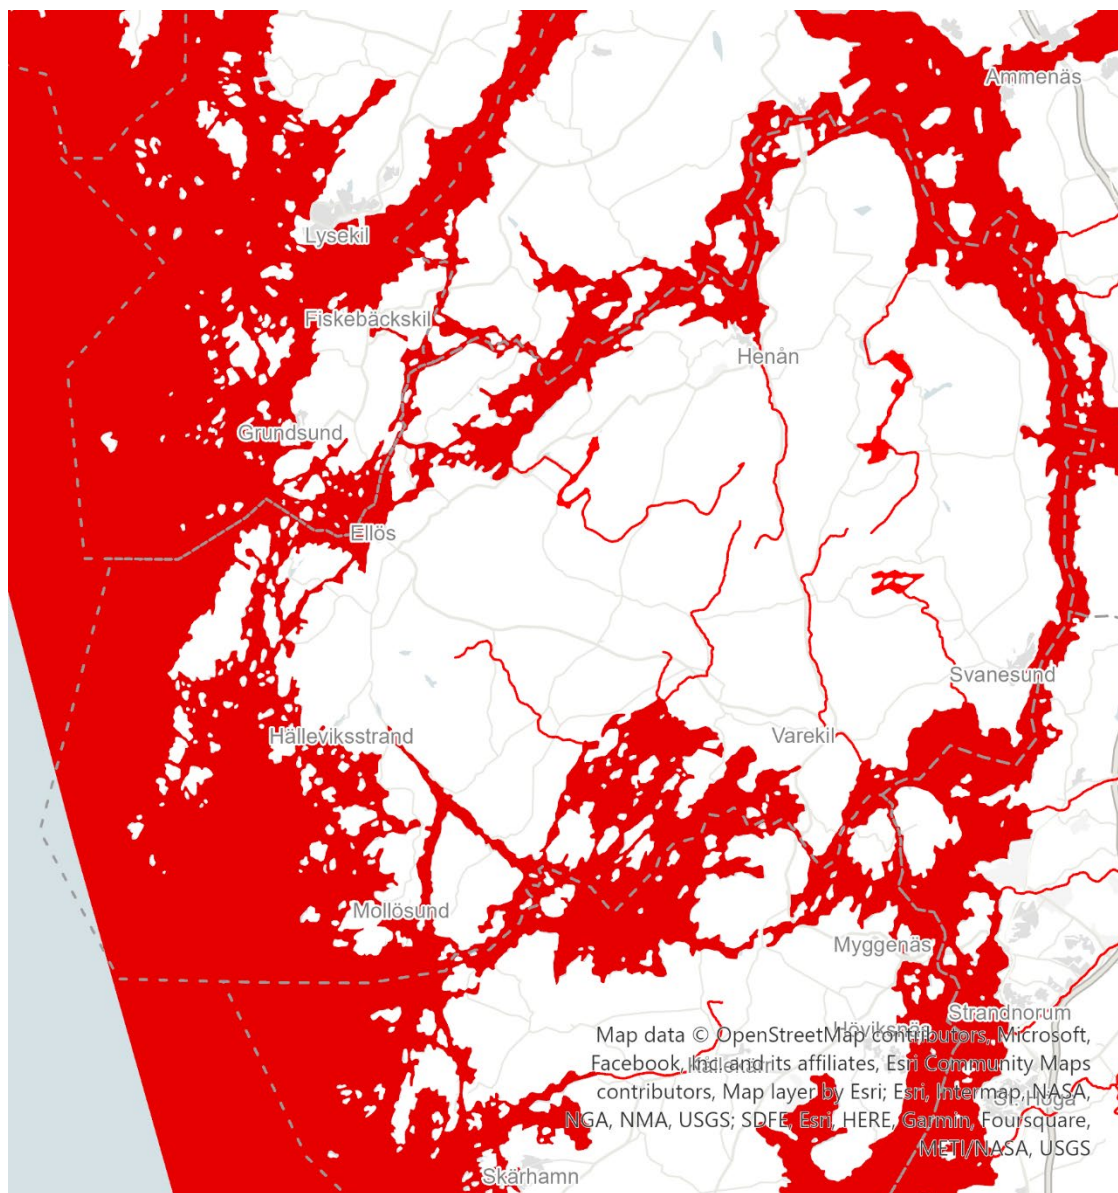 Ammenäs
Lysekil
Fiskebäckskil
Henån
Grundsund
Ellös
Svanesund
Hälleviksstrand
Varekil
Mollösund
Myggenäs
Strandnorum
Höviksnäs
Map data © OpenStreetMap contributors, Microsoft,
Facebook, Inc. and its affiliates, Esri Community Maps
contributors, Map layer by Esri; Esri, Intermap, NASA,
NGA, NMA, USGS; SDFE, Esri, HERE, Garmin, Foursquare,
METI/NASA, USGS
Skärhamn